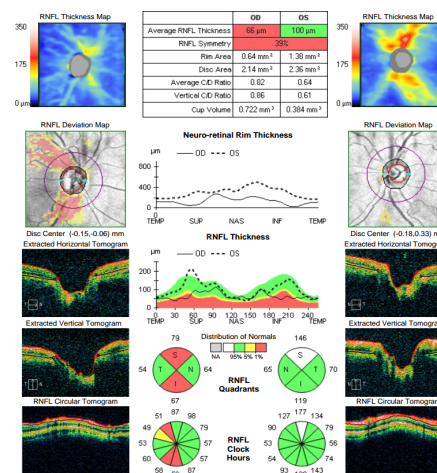 RNFL Thickness Map
350
175
0 µm
OD OS
Average RNFL Thickness 66 µm 100 µm
RNFL Symmetry 39%
Rim Area 0.64 mm² 1.38 mm²
Disc Area 2.14 mm² 2.36 mm²
Average C/D Ratio 0.82 0.64
Vertical C/D Ratio 0.86 0.61
Cup Volume 0.722 mm³ 0.384 mm³
RNFL Thickness Map
350
175
0 µm
RNFL Deviation Map
Disc Center (-0.15,-0.06) mm
Neuro-retinal Rim Thickness
µm OD OS
800
400
0
TEMP SUP NAS INF TEMP
RNFL Deviation Map
Disc Center (-0.18,0.33)
Extracted Horizontal Tomogram
RNFL Thickness
µm OD OS
200
100
0
0 30 60 90 120 150 180 210 240
TEMP SUP NAS INF TEMP
Extracted Horizontal Tomogram
Extracted Vertical Tomogram
Distribution of Normals
NA 95% 5% 1%
Extracted Vertical Tomogram
79
54 T S N I 64
67
RNFL
Quadrants
146
65 N S T I 70
119
RNFL Circular Tomogram
51 87 98
49 79
53 57
60 57
58 87
RNFL
Clock
Hours
127 177 134
90 79
53 56
54 74
93 143
RNFL Circular Tomogram